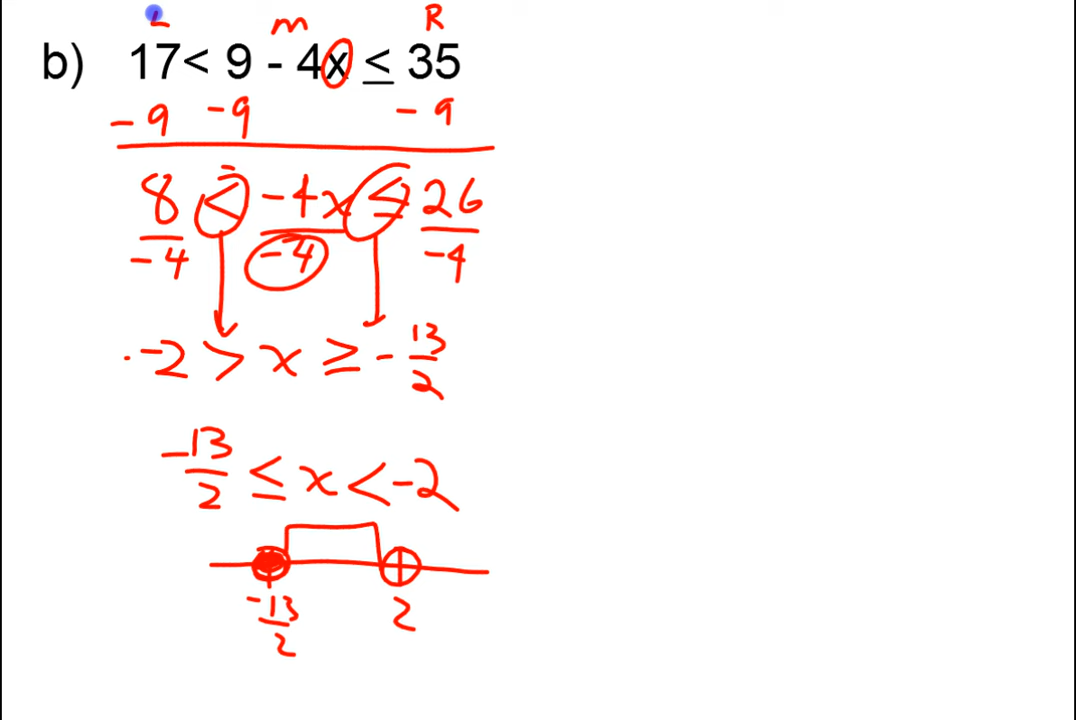 L m R
b) 17< 9 - 4x ≤ 35
-9 -9 -9
8 < = -4x ≤ 26
-4 -4 -4
-2 > x ≥ - 13/2
-13/2 ≤ x < -2
-13/2 2